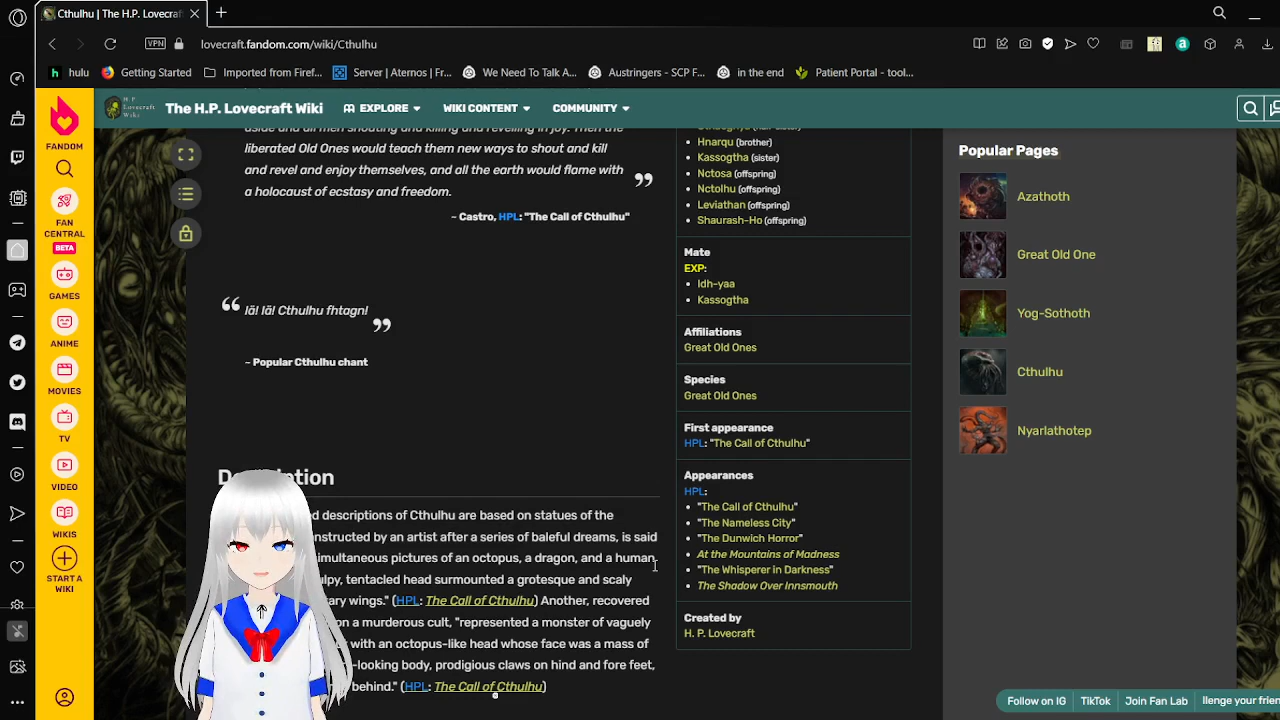 Cthulhu | The H.P. Lovecraf
lovecraft.fandom.com/wiki/Cthulhu
VPN
hulu
Getting Started
Imported from Firef...
Server | Aternos | Fr...
We Need To Talk A...
Austringers - SCP F...
in the end
Patient Portal - tool...
FANDOM
FAN
CENTRAL
BETA
GAMES
ANIME
MOVIES
TV
VIDEO
WIKIS
START A
WIKI
H. P.
Lovecraft
Wiki
The H.P. Lovecraft Wiki
EXPLORE
WIKI CONTENT
COMMUNITY
aside and all men shouting and killing and revelling in joy. Then the
liberated Old Ones would teach them new ways to shout and kill
and revel and enjoy themselves, and all the earth would flame with
a holocaust of ecstasy and freedom.
”
~ Castro, HPL: "The Call of Cthulhu"
“ Iä! Iä! Cthulhu fhtagn! ”
~ Popular Cthulhu chant
D ption
d descriptions of Cthulhu are based on statues of the
nstructed by an artist after a series of baleful dreams, is said
imultaneous pictures of an octopus, a dragon, and a human
ulpy, tentacled head surmounted a grotesque and scaly
ary wings." (HPL: The Call of Cthulhu) Another, recovered
on a murderous cult, "represented a monster of vaguely
with an octopus-like head whose face was a mass of
-looking body, prodigious claws on hind and fore feet,
behind." (HPL: The Call of Cthulhu)
Hnarqu (brother)
Kassogtha (sister)
Nctosa (offspring)
Nctolhu (offspring)
Leviathan (offspring)
Shaurash-Ho (offspring)
Mate
EXP:
Idh-yaa
Kassogtha
Affiliations
Great Old Ones
Species
Great Old Ones
First appearance
HPL: "The Call of Cthulhu"
Appearances
HPL:
"The Call of Cthulhu"
"The Nameless City"
"The Dunwich Horror"
At the Mountains of Madness
"The Whisperer in Darkness"
The Shadow Over Innsmouth
Created by
H. P. Lovecraft
Popular Pages
Azathoth
Great Old One
Yog-Sothoth
Cthulhu
Nyarlathotep
Follow on IG
TikTok
Join Fan Lab
llenge your frien